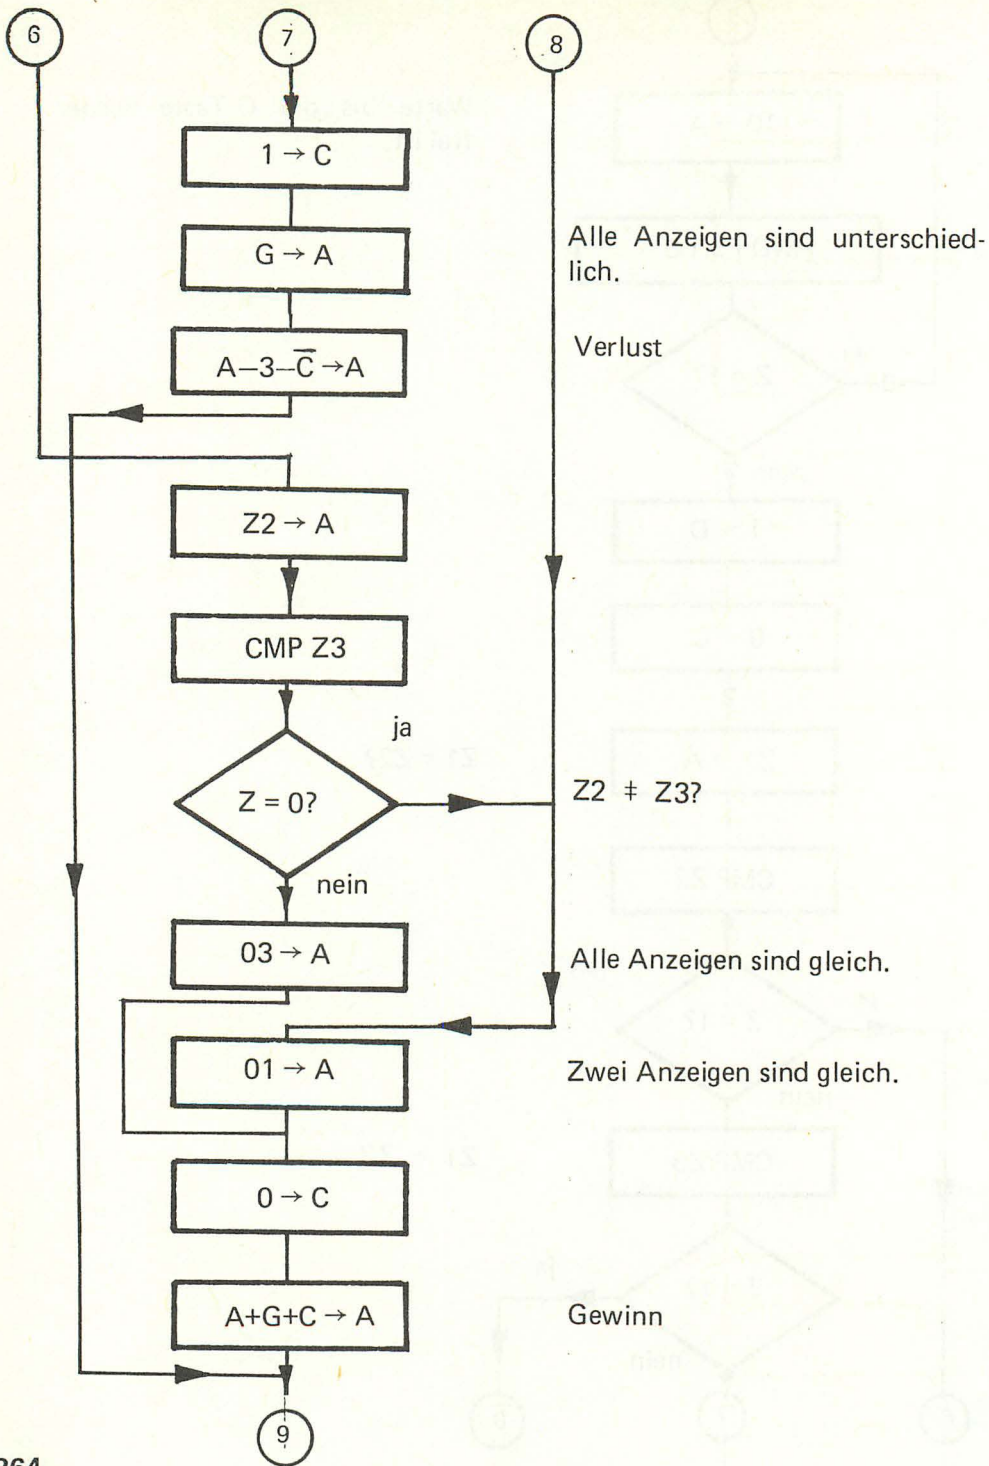 6
7
8
1 → C
G → A
Alle Anzeigen sind unterschied-
lich.
A–3–C̅ → A
Verlust
Z2 → A
CMP Z3
ja
Z = 0?
Z2 ‡ Z3?
nein
03 → A
Alle Anzeigen sind gleich.
01 → A
Zwei Anzeigen sind gleich.
0 → C
A+G+C → A
Gewinn
9